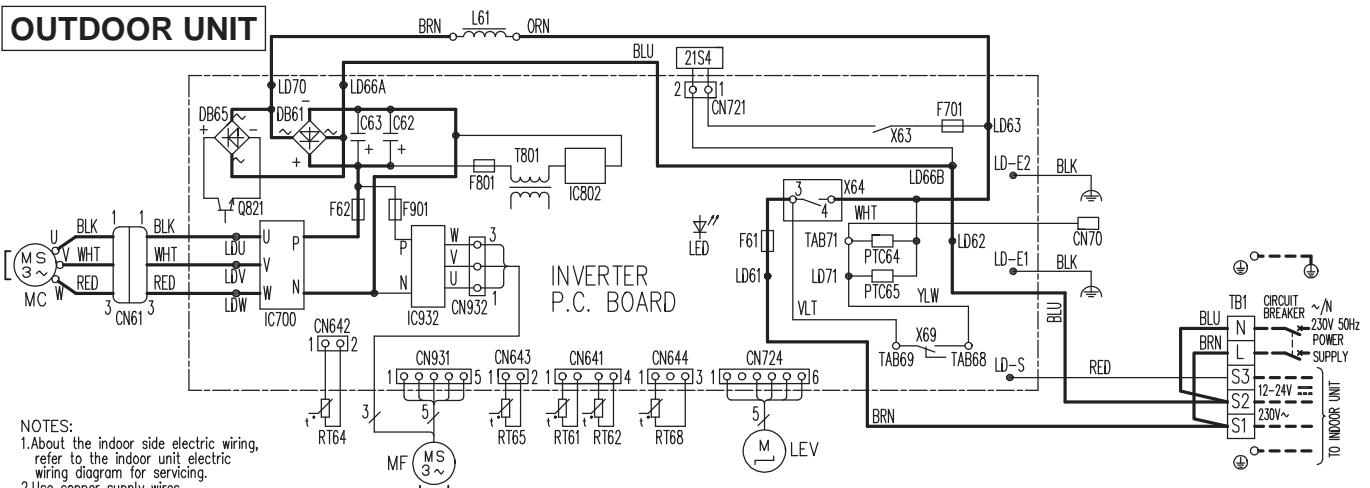 OUTDOOR UNIT
BRN L61 ORN
BLU
21S4
2 1
CN721
LD70
LD66A
DB65
DB61
C63 C62
F701
X63
LD63
LD66B
LD-E2 BLK
T801
F801
IC802
Q821
F62
F901
3 X64
4
WHT
CN70
LED
F61
TAB71
PTC64
LD62
LD61
LD71
PTC65
LD-E1 BLK
YLW
VLT
X69
TAB69 TAB68
BLU
LD-S RED
BRN
U BLK 1 1 BLK LDU U P
V WHT WHT LDV V
W RED 3 3 RED LDW W N
MS
3~
MC
CN61
IC700
P
N
W 3
V
U 1
IC932
CN932
INVERTER
P.C. BOARD
CN642
1 2
CN931
1 5
CN643
1 2
CN641
1 4
CN644
1 3
CN724
1 6
t° RT64
3
5
t° RT65
t° RT61
t° RT62
t° RT68
5
MF MS
3~
M LEV
TB1
CIRCUIT
BREAKER
~/N
230V 50Hz
POWER
SUPPLY
BLU N
BRN L
S3
12-24V
S2
230V~
S1
TO INDOOR UNIT
NOTES:
1.About the indoor side electric wiring,
refer to the indoor unit electric
wiring diagram for servicing.
2.Use copper supply wires.